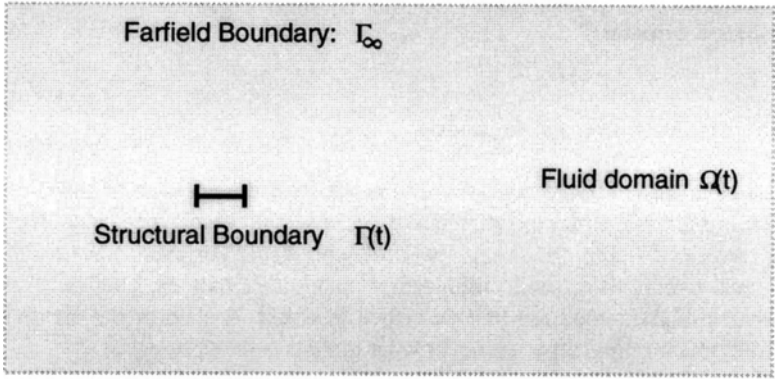 Farfield Boundary: Γ∞
Fluid domain Ω(t)
Structural Boundary Γ(t)